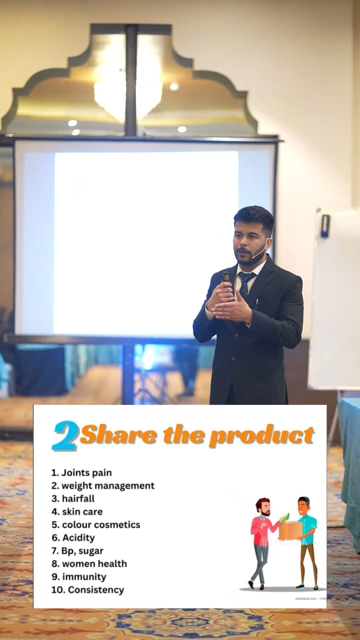 2 Share the product
1. Joints pain
2. weight management
3. hairfall
4. skin care
5. colour cosmetics
6. Acidity
7. Bp, sugar
8. women health
9. immunity
10. Consistency